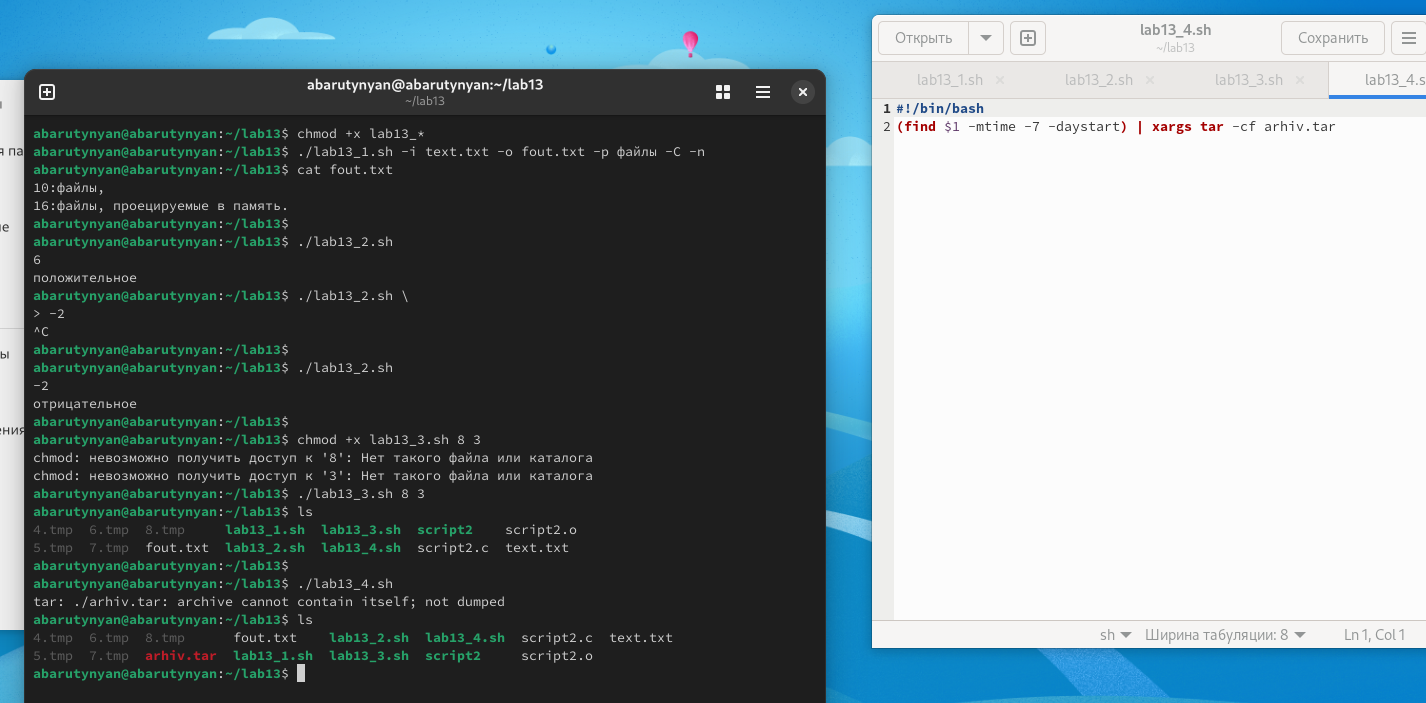 abarutynyan@abarutynyan:~/lab13
~/lab13
abarutynyan@abarutynyan:~/lab13$ chmod +x lab13_*
abarutynyan@abarutynyan:~/lab13$ ./lab13_1.sh -i text.txt -o fout.txt -p файлы -C -n
abarutynyan@abarutynyan:~/lab13$ cat fout.txt
10:файлы,
16:файлы, проецируемые в память.
abarutynyan@abarutynyan:~/lab13$
abarutynyan@abarutynyan:~/lab13$ ./lab13_2.sh
6
положительное
abarutynyan@abarutynyan:~/lab13$ ./lab13_2.sh \
> -2
^C
abarutynyan@abarutynyan:~/lab13$
abarutynyan@abarutynyan:~/lab13$ ./lab13_2.sh
-2
отрицательное
abarutynyan@abarutynyan:~/lab13$
abarutynyan@abarutynyan:~/lab13$ chmod +x lab13_3.sh 8 3
chmod: невозможно получить доступ к '8': Нет такого файла или каталога
chmod: невозможно получить доступ к '3': Нет такого файла или каталога
abarutynyan@abarutynyan:~/lab13$ ./lab13_3.sh 8 3
abarutynyan@abarutynyan:~/lab13$ ls
4.tmp 6.tmp 8.tmp lab13_1.sh lab13_3.sh script2 script2.o
5.tmp 7.tmp fout.txt lab13_2.sh lab13_4.sh script2.c text.txt
abarutynyan@abarutynyan:~/lab13$
abarutynyan@abarutynyan:~/lab13$ ./lab13_4.sh
tar: ./arhiv.tar: archive cannot contain itself; not dumped
abarutynyan@abarutynyan:~/lab13$ ls
4.tmp 6.tmp 8.tmp fout.txt lab13_2.sh lab13_4.sh script2.c text.txt
5.tmp 7.tmp arhiv.tar lab13_1.sh lab13_3.sh script2 script2.o
abarutynyan@abarutynyan:~/lab13$
Открыть
lab13_4.sh
~/lab13
Сохранить
lab13_1.sh lab13_2.sh lab13_3.sh lab13_4.s
1 #!/bin/bash
2 (find $1 -mtime -7 -daystart) | xargs tar -cf arhiv.tar
sh Ширина табуляции: 8 Ln 1, Col 1